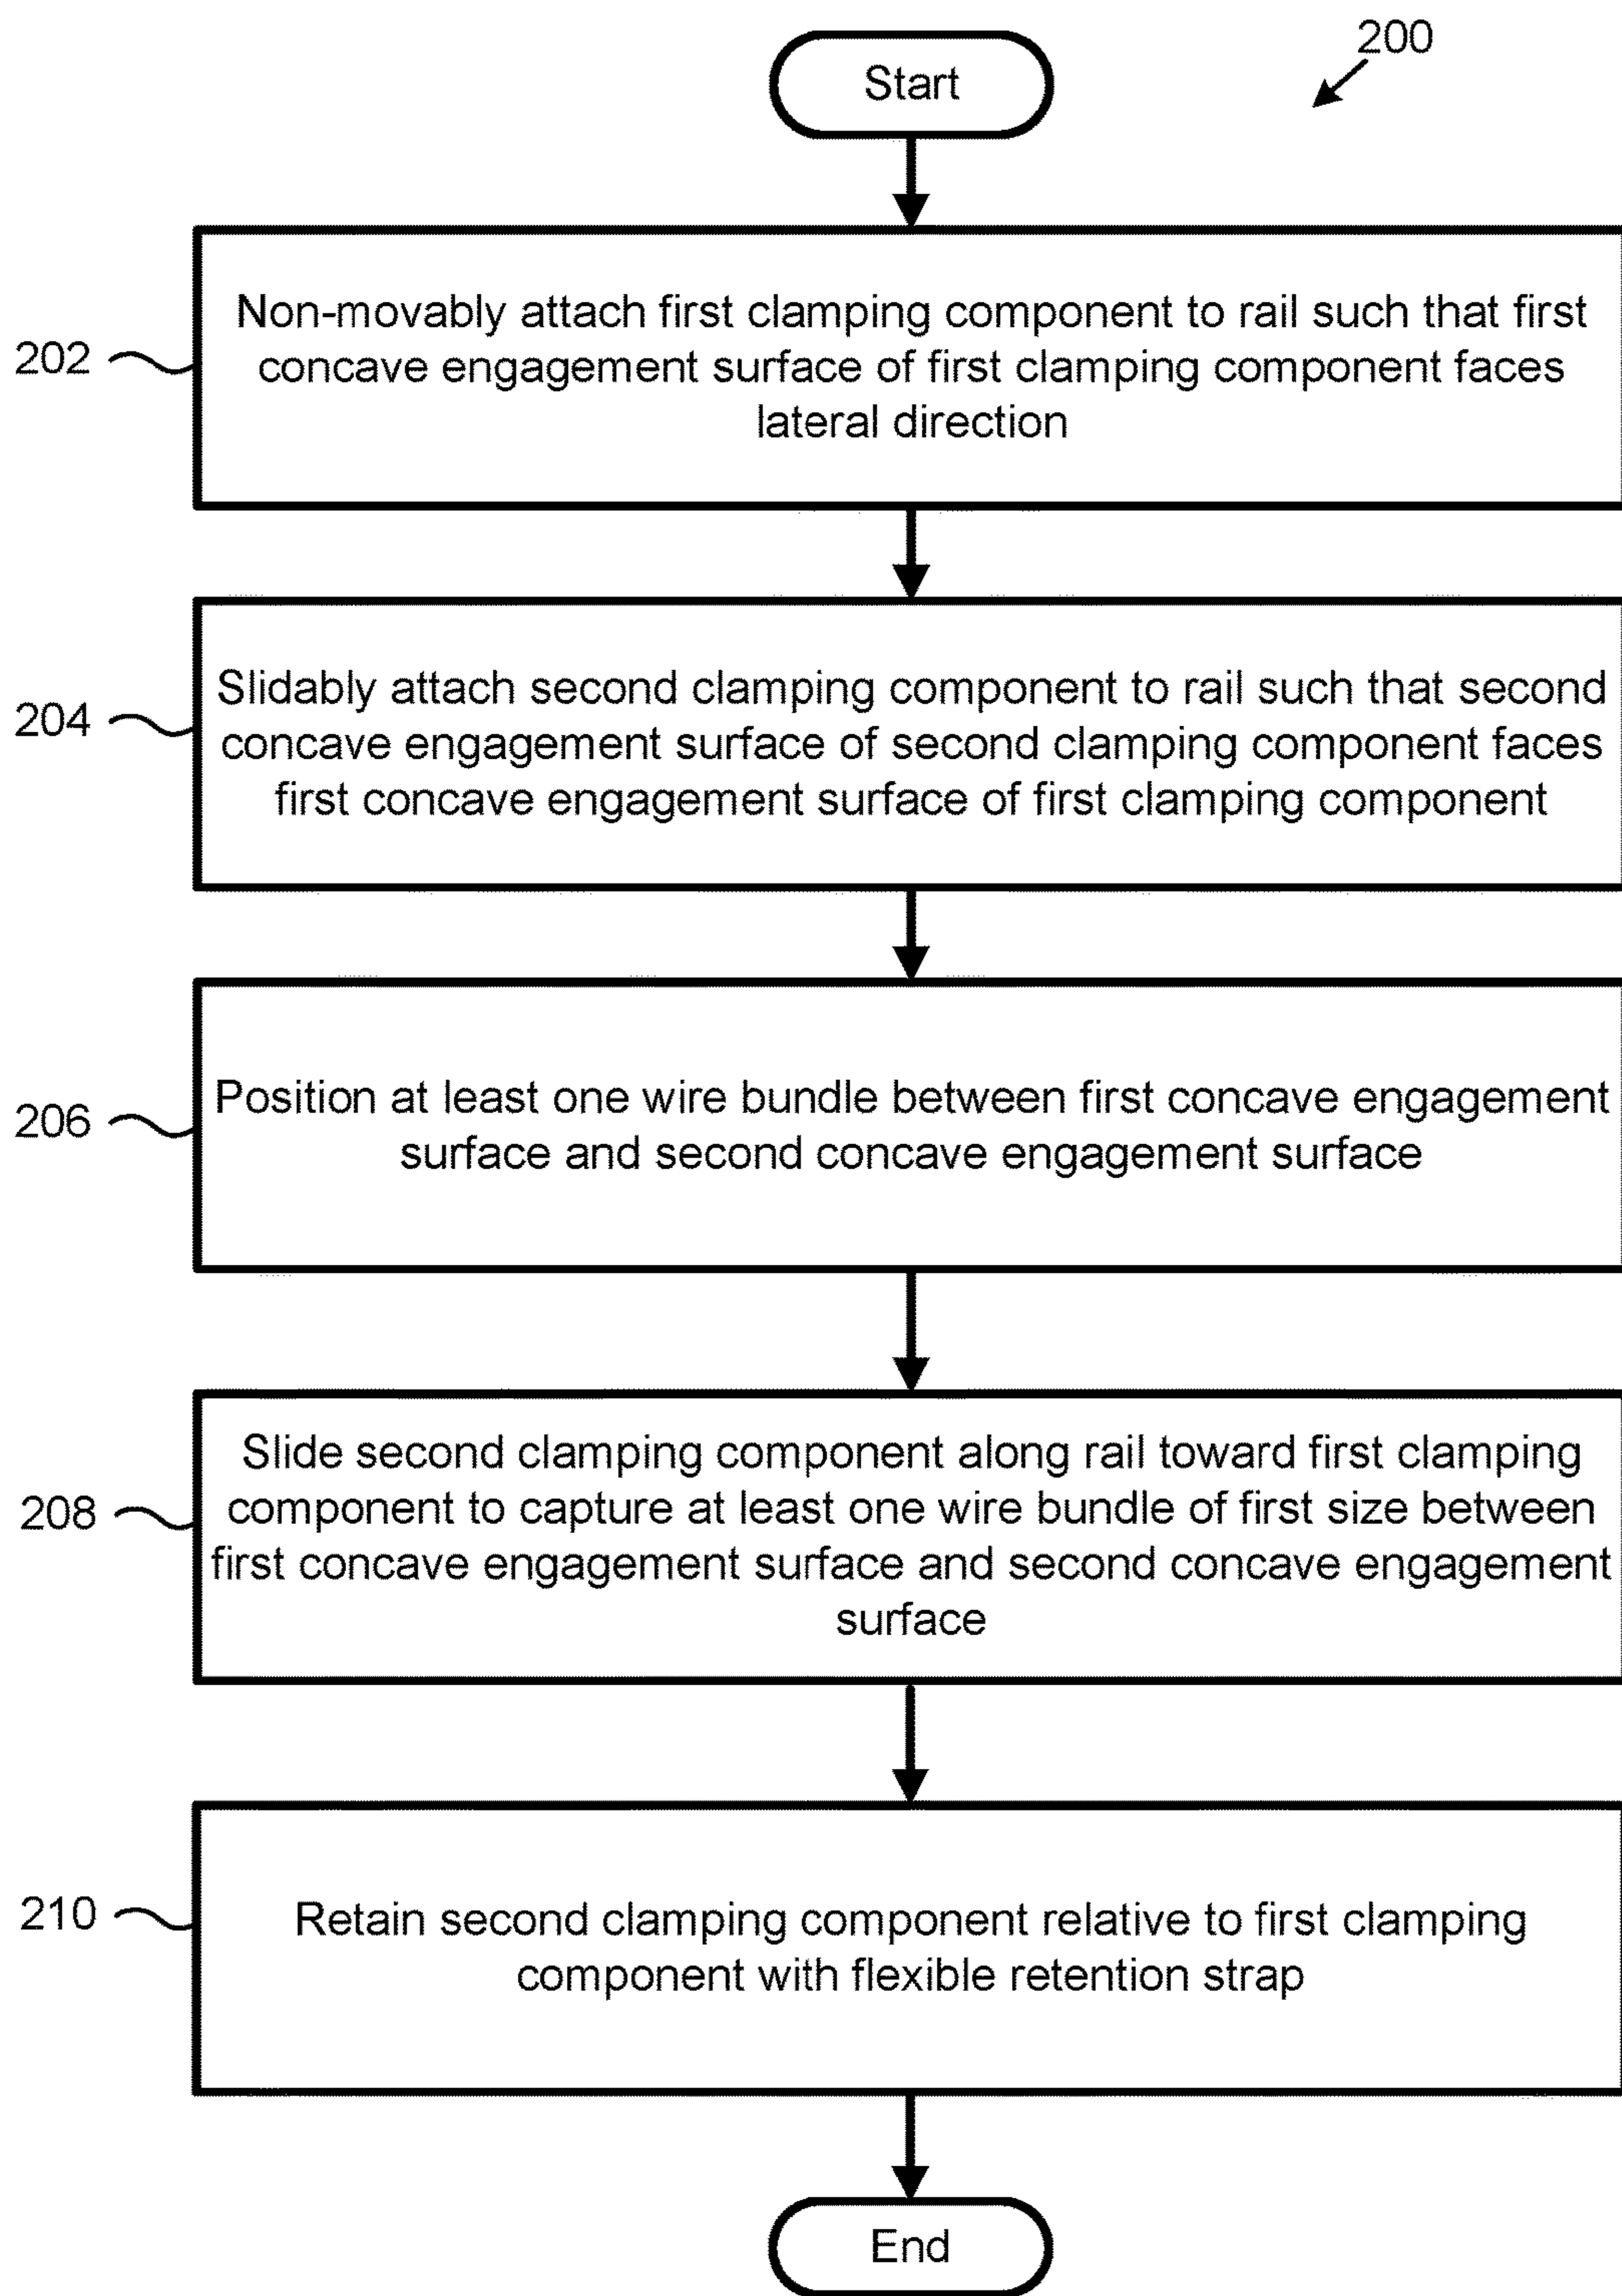 200
Start
202
Non-movably attach first clamping component to rail such that first
concave engagement surface of first clamping component faces
lateral direction
204
Slidably attach second clamping component to rail such that second
concave engagement surface of second clamping component faces
first concave engagement surface of first clamping component
206
Position at least one wire bundle between first concave engagement
surface and second concave engagement surface
208
Slide second clamping component along rail toward first clamping
component to capture at least one wire bundle of first size between
first concave engagement surface and second concave engagement
surface
210
Retain second clamping component relative to first clamping
component with flexible retention strap
End